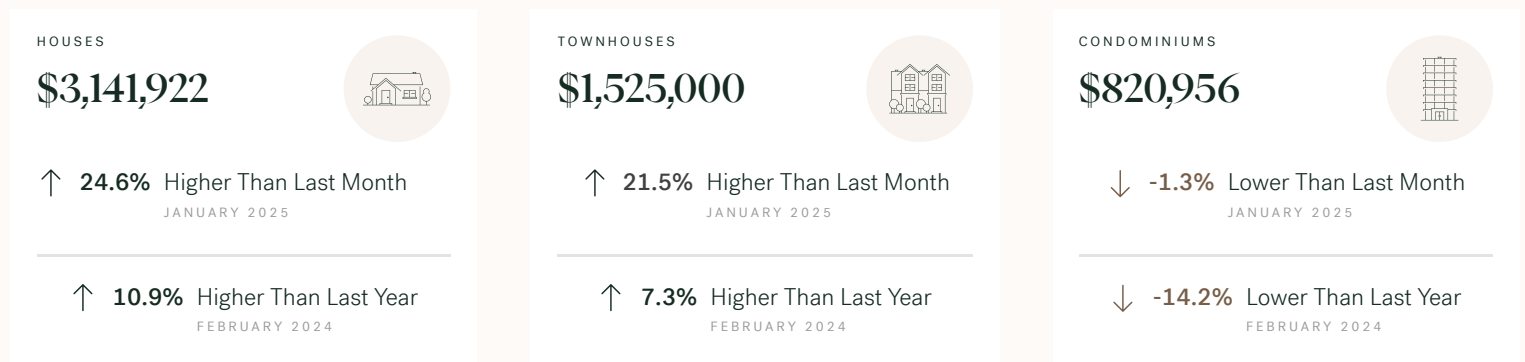 HOUSES
$3,141,922
↑ 24.6% Higher Than Last Month
JANUARY 2025
↑ 10.9% Higher Than Last Year
FEBRUARY 2024
TOWNHOUSES
$1,525,000
↑ 21.5% Higher Than Last Month
JANUARY 2025
↑ 7.3% Higher Than Last Year
FEBRUARY 2024
CONDOMINIUMS
$820,956
↓ -1.3% Lower Than Last Month
JANUARY 2025
↓ -14.2% Lower Than Last Year
FEBRUARY 2024